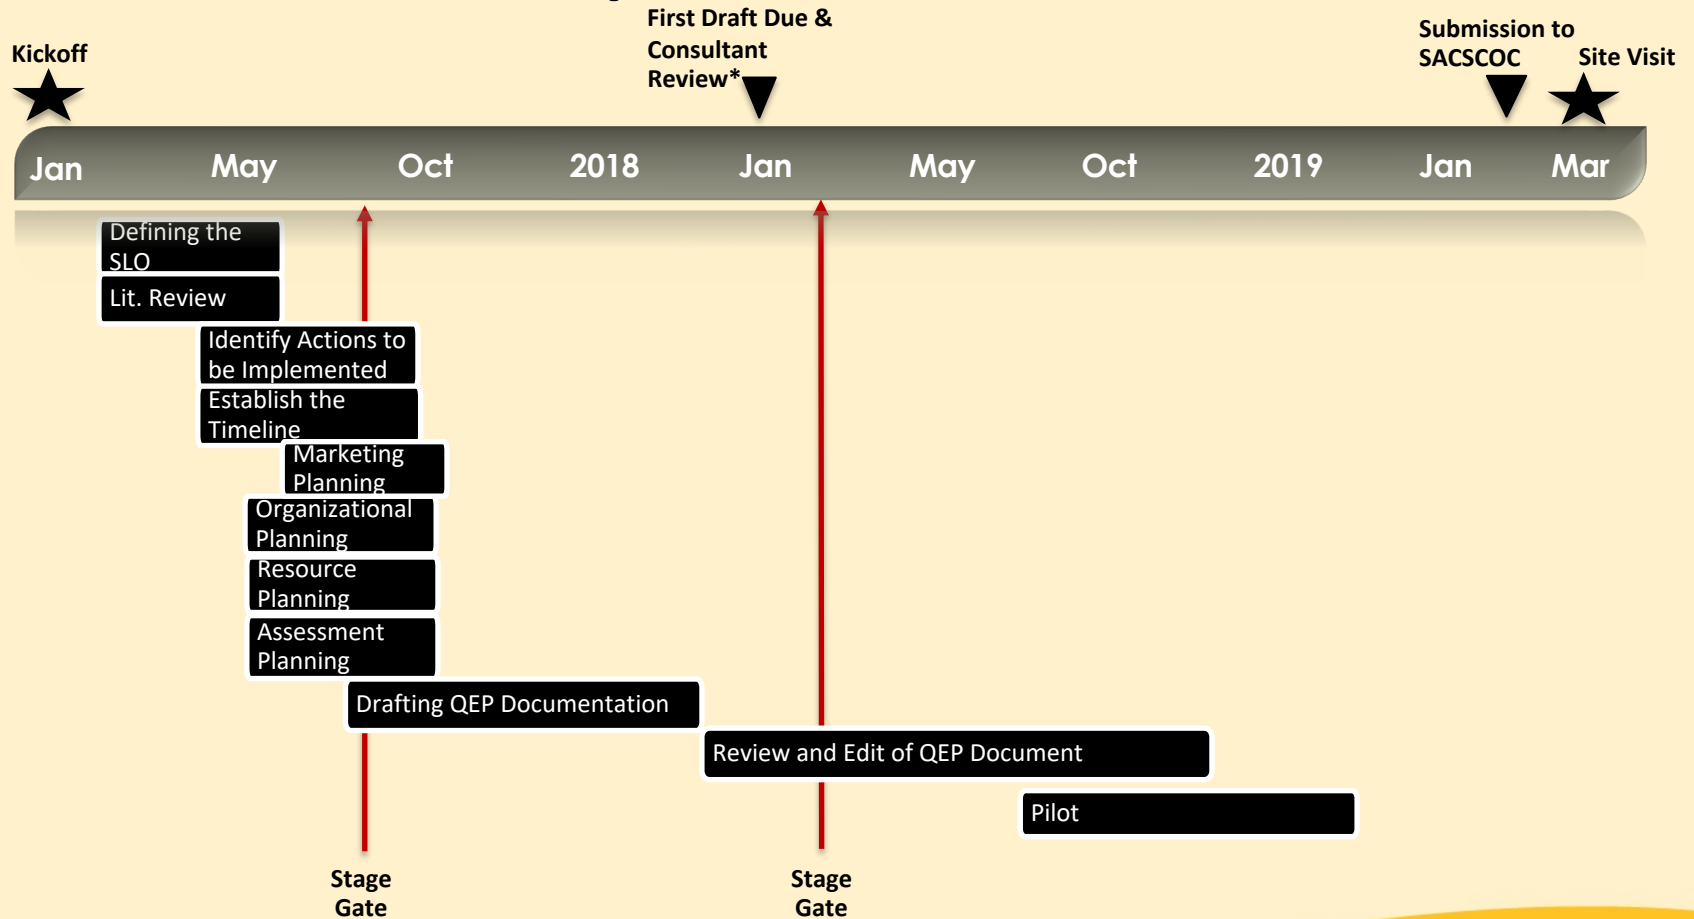 First Draft Due &
Consultant
Review*
Submission to
SACSCOC
Kickoff
Site Visit
Jan
May
Oct
2018
Jan
May
Oct
2019
Jan
Mar
Defining the
SLO
Lit. Review
Identify Actions to
be Implemented
Establish the
Timeline
Marketing
Planning
Organizational
Planning
Resource
Planning
Assessment
Planning
Drafting QEP Documentation
Review and Edit of QEP Document
Pilot
Stage
Gate
Stage
Gate